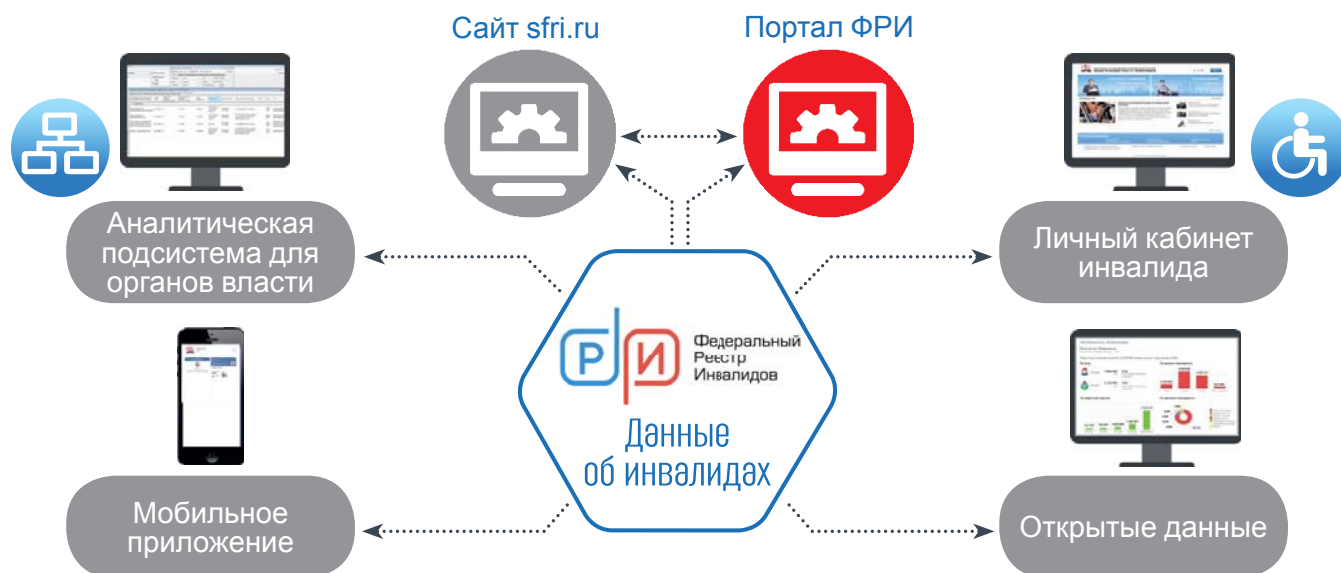 Сайт sfri.ru
Портал ФРИ
Аналитическая
подсистема для
органов власти
Личный кабинет
инвалида
РИ
Федеральный
Реестр
Инвалидов
Данные
об инвалидах
Мобильное
приложение
Открытые данные